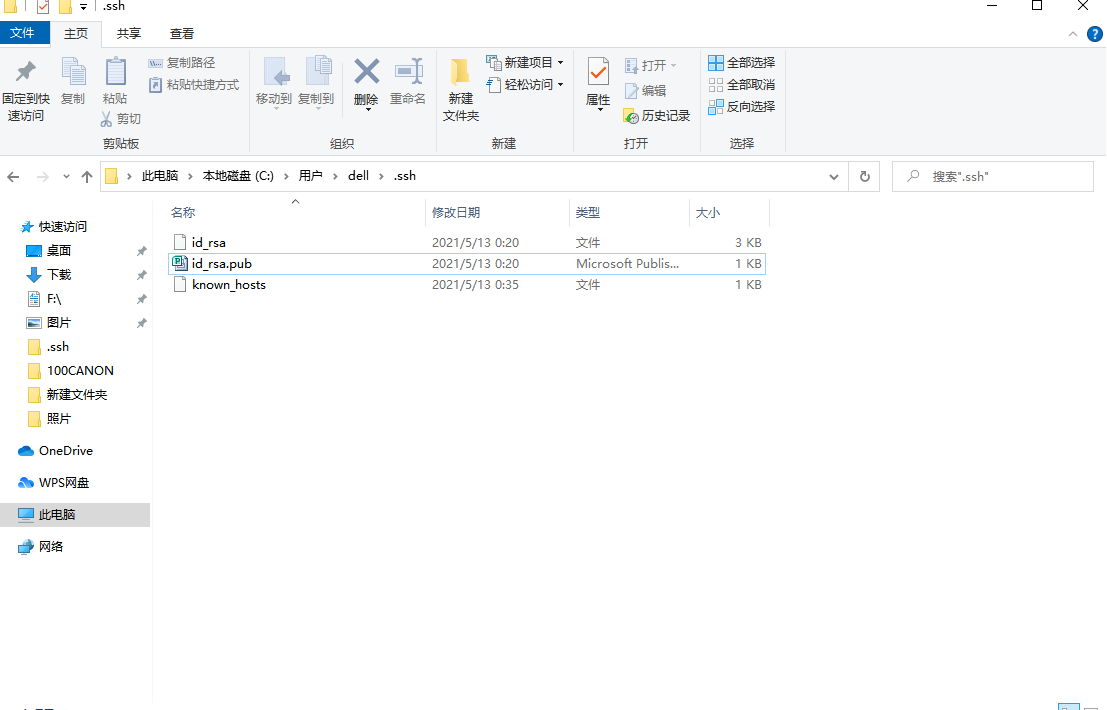 .ssh
文件 主页 共享 查看
固定到快速访问
复制
粘贴
复制路径
粘贴快捷方式
剪切
剪贴板
移动到
复制到
删除
重命名
组织
新建文件夹
新建项目
轻松访问
新建
属性
打开
编辑
历史记录
打开
全部选择
全部取消
反向选择
选择
此电脑 › 本地磁盘 (C:) › 用户 › dell › .ssh
搜索".ssh"
名称 修改日期 类型 大小
id_rsa 2021/5/13 0:20 文件 3 KB
id_rsa.pub 2021/5/13 0:20 Microsoft Publis... 1 KB
known_hosts 2021/5/13 0:35 文件 1 KB
快速访问
桌面
下载
F:\
图片
.ssh
100CANON
新建文件夹
照片
OneDrive
WPS网盘
此电脑
网络